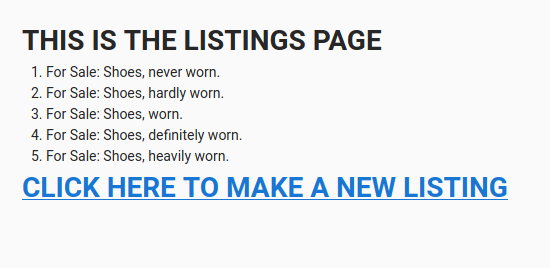 THIS IS THE LISTINGS PAGE
1. For Sale: Shoes, never worn.
2. For Sale: Shoes, hardly worn.
3. For Sale: Shoes, worn.
4. For Sale: Shoes, definitely worn.
5. For Sale: Shoes, heavily worn.
CLICK HERE TO MAKE A NEW LISTING